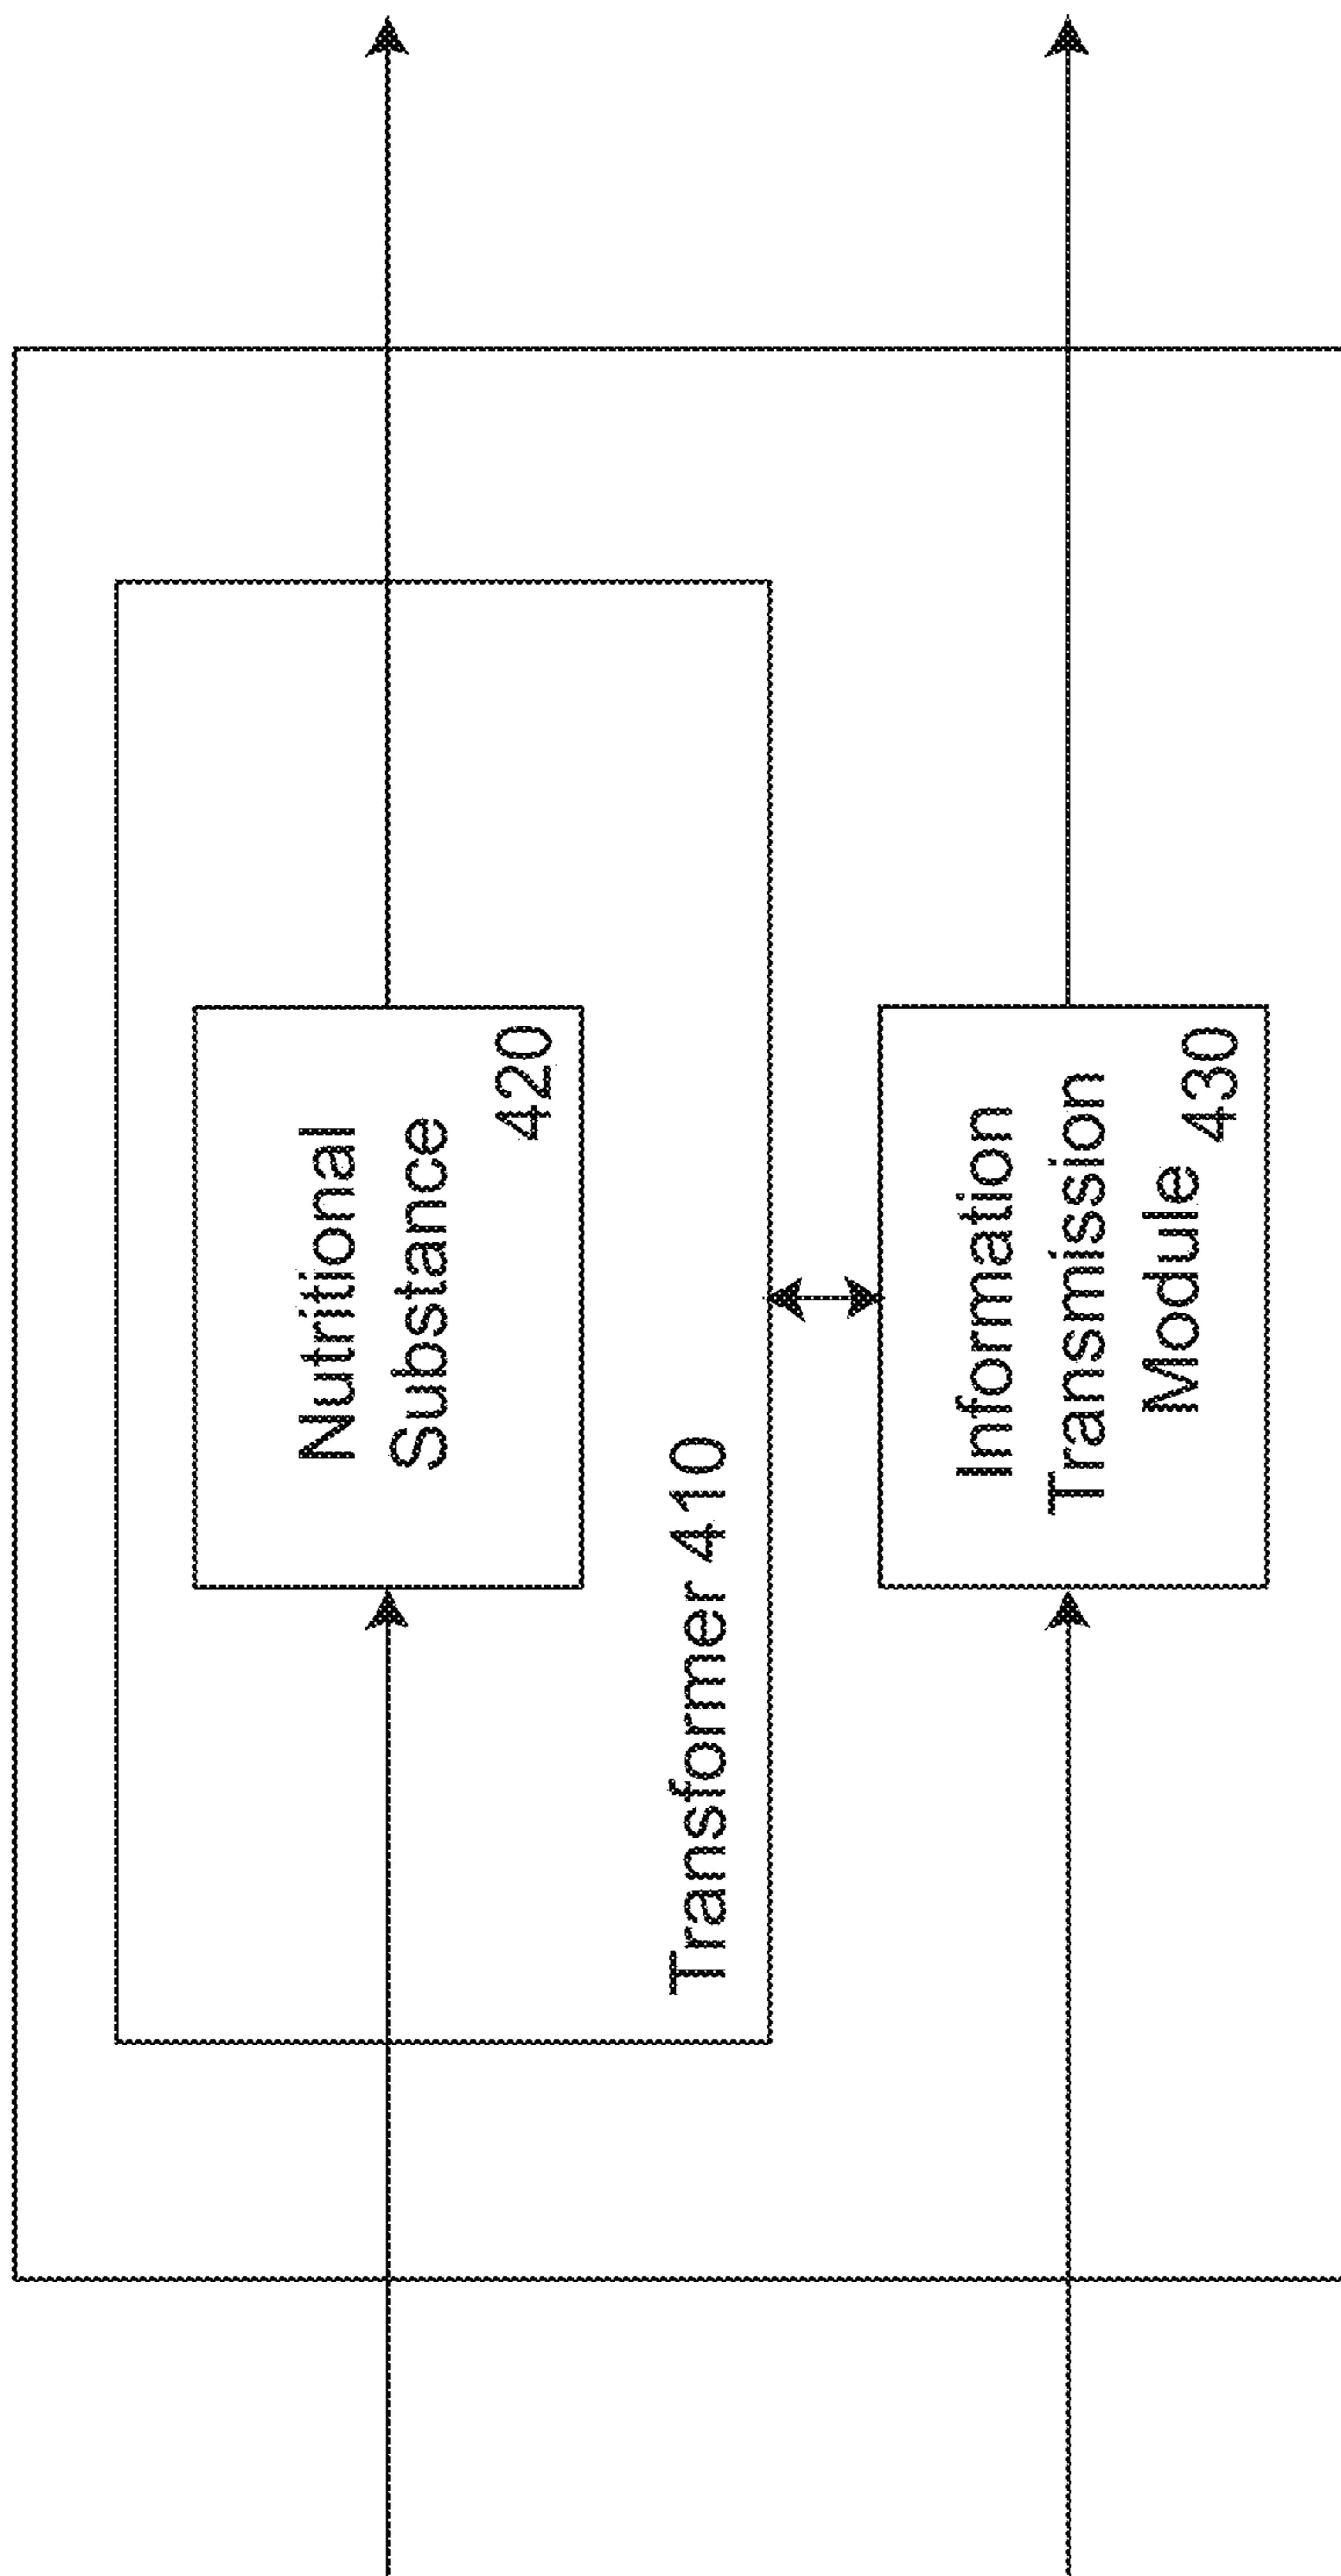 Nutritional
Substance
420
Transformer 410
Information
Transmission
Module 430